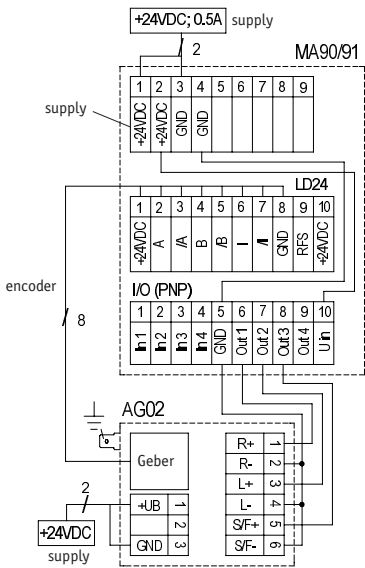 +24VDC; 0.5A supply
2
MA90/91
1 2 3 4 5 6 7 8 9
supply
+24VDC +24VDC GND GND
LD24
1 2 3 4 5 6 7 8 9 10
+24VDC A /A B /B I /I GND RFS +24VDC
encoder
8
I/O (PNP)
1 2 3 4 5 6 7 8 9 10
In1 In2 In3 In4 GND Out1 Out2 Out3 Out4 Uin
AG02
Geber
R+ 1
R- 2
L+ 3
L- 4
S/F+ 5
S/F- 6
2
+UB 1
2
GND 3
+24VDC
supply